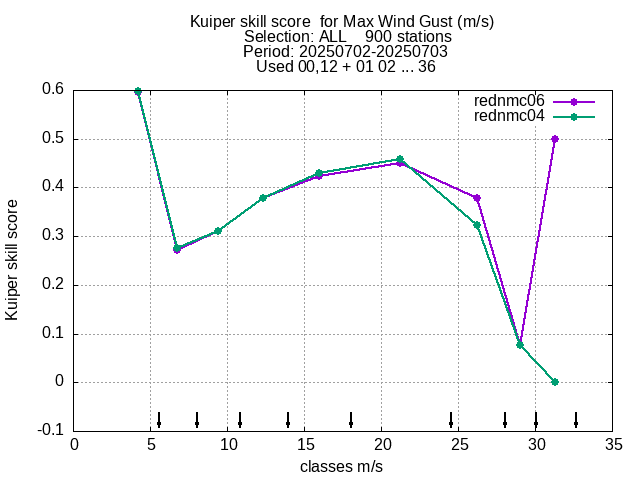 Kuiper skill score  for Max Wind Gust (m/s)
Selection: ALL    900 stations
Period: 20250702-20250703
Used 00,12 + 01 02 ... 36
rednmc06
rednmc04
0.6
0.5
0.4
0.3
0.2
0.1
0
-0.1
Kuiper skill score
0 5 10 15 20 25 30 35
classes m/s